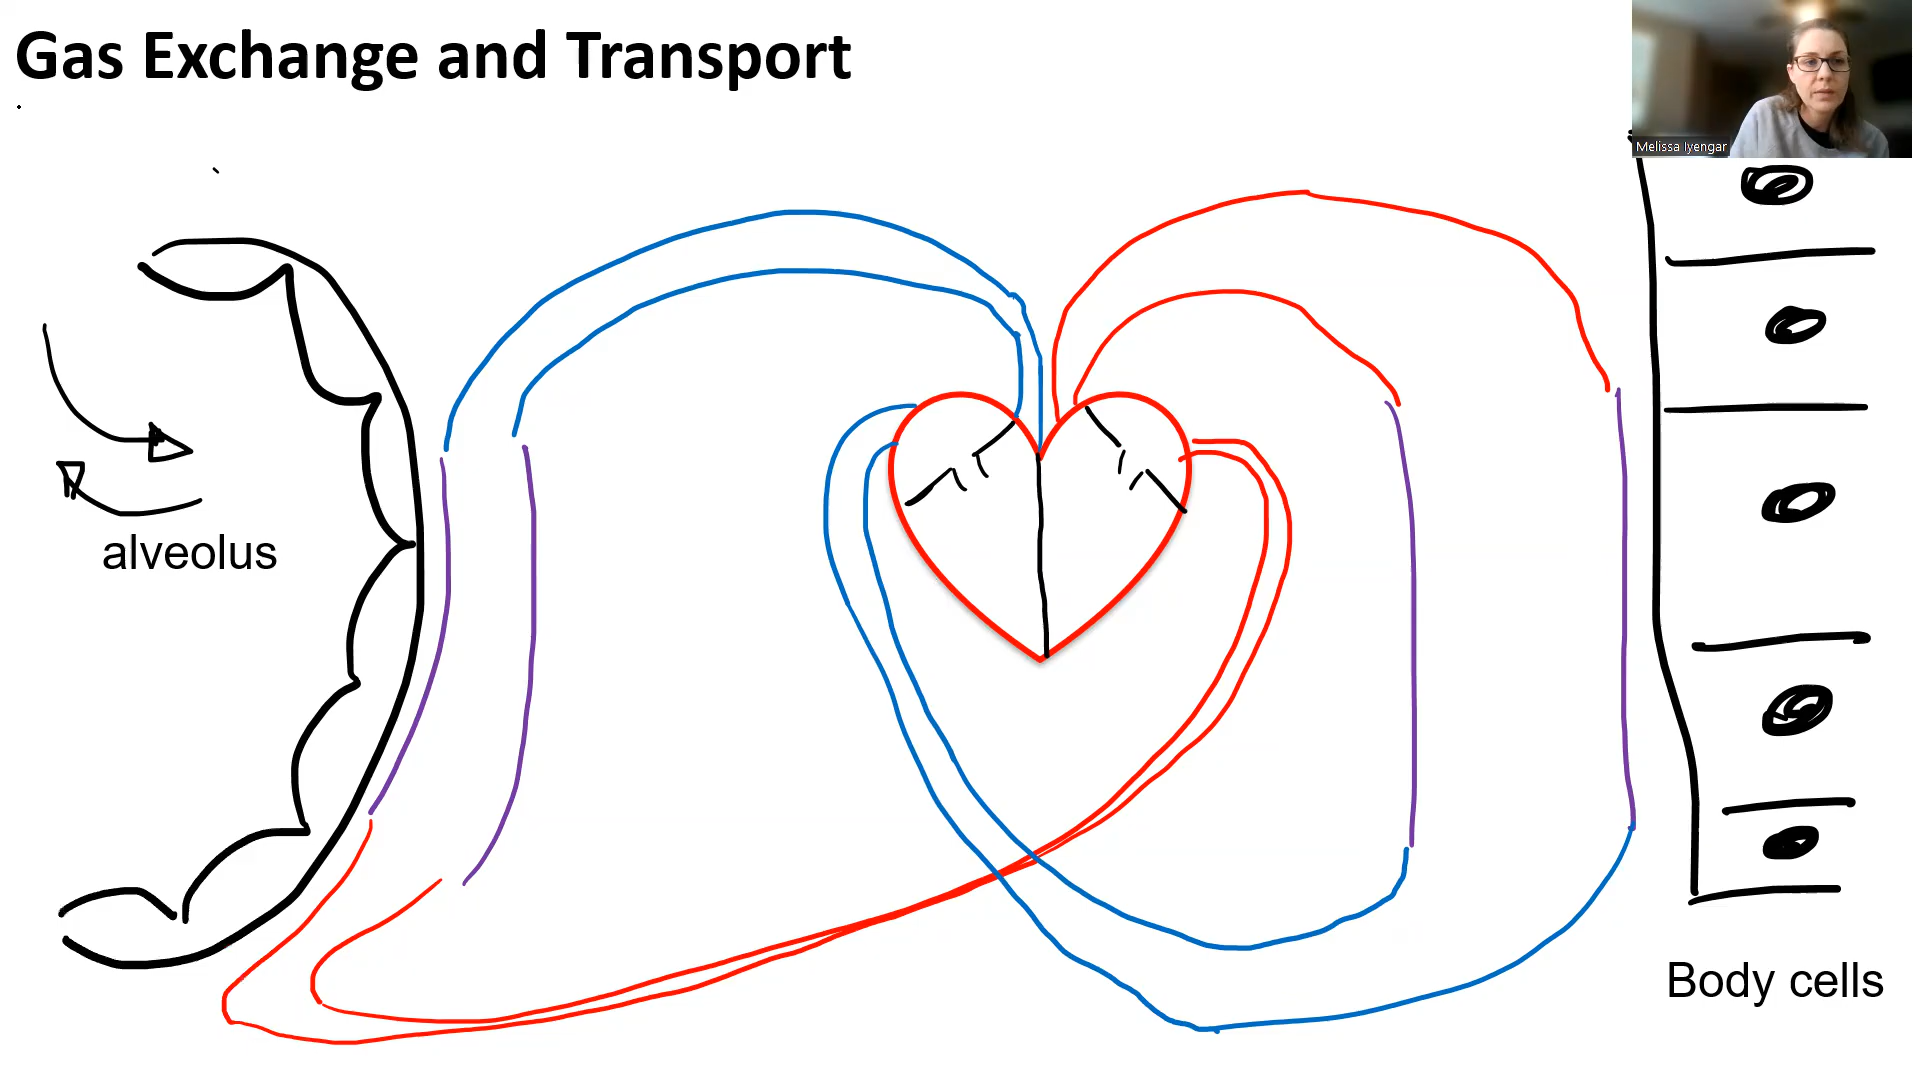 Gas Exchange and Transport
Melissa Iyengar
alveolus
Body cells